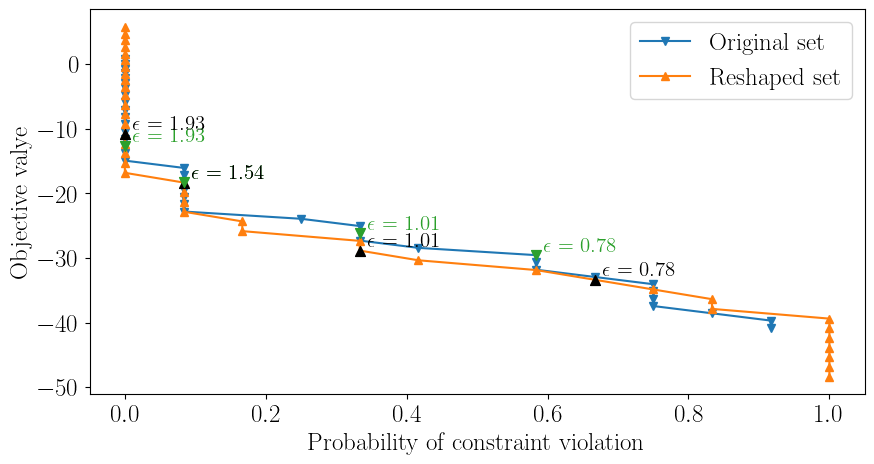 Original set
Reshaped set
0
−10
−20
−30
−40
−50
Objective valye
ϵ = 1.93
ϵ = 1.93
ϵ = 1.54
ϵ = 1.01
ϵ = 1.01
ϵ = 0.78
ϵ = 0.78
0.0 0.2 0.4 0.6 0.8 1.0
Probability of constraint violation